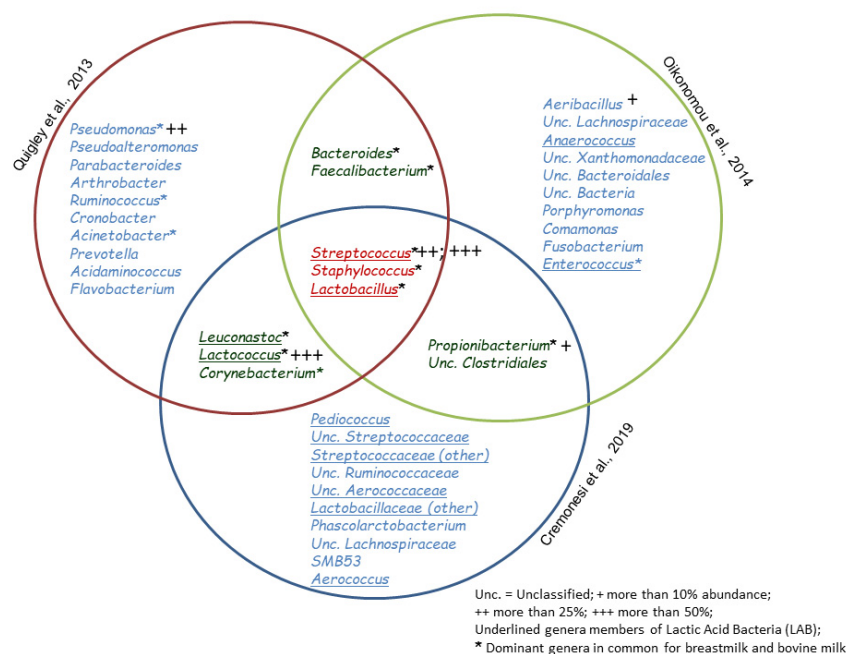 Quigley et al., 2013
Oikonomou et al., 2014
Pseudomonas* ++
Pseudoalteromonas
Parabacteroides
Arthrobacter
Ruminococcus*
Cronobacter
Acinetobacter*
Prevotella
Acidaminococcus
Flavobacterium
Bacteroides*
Faecalibacterium*
Aeribacillus +
Unc. Lachnospiraceae
Anaerococcus
Unc. Xanthomonadaceae
Unc. Bacteroidales
Unc. Bacteria
Porphyromonas
Comamonas
Fusobacterium
Enterococcus*
Streptococcus*++; +++
Staphylococcus*
Lactobacillus*
Leuconastoc*
Lactococcus* +++
Corynebacterium*
Propionibacterium* +
Unc. Clostridiales
Pediococcus
Unc. Streptococcaceae
Streptococcaceae (other)
Unc. Ruminococcaceae
Unc. Aerococcaceae
Lactobacillaceae (other)
Phascolarctobacterium
Unc. Lachnospiraceae
SMB53
Aerococcus
Cremonesi et al., 2019
Unc. = Unclassified; + more than 10% abundance;
++ more than 25%; +++ more than 50%;
Underlined genera members of Lactic Acid Bacteria (LAB);
* Dominant genera in common for breastmilk and bovine milk